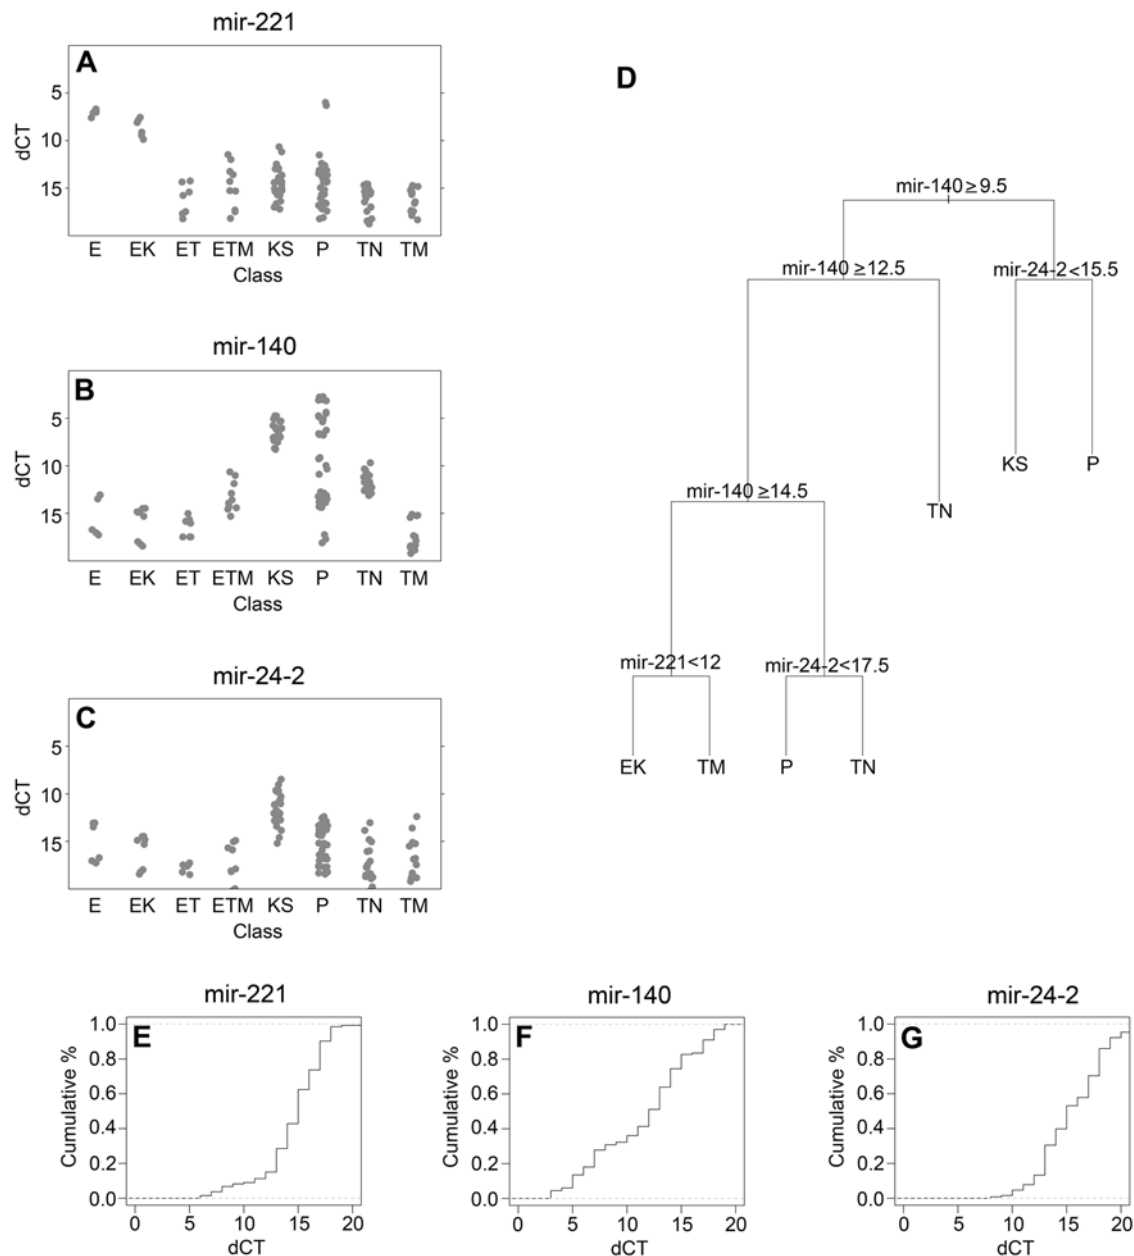 mir-221
A
5
10
15
dCT
E EK ET ETM KS P TN TM
Class
mir-140
B
5
10
15
dCT
E EK ET ETM KS P TN TM
Class
mir-24-2
C
5
10
15
dCT
E EK ET ETM KS P TN TM
Class
D
mir-140≥9.5
mir-140 ≥12.5
mir-24-2<15.5
KS P
mir-140 ≥14.5
TN
mir-221<12
mir-24-2<17.5
EK TM P TN
mir-221
E
1.0
0.8
0.6
0.4
0.2
0.0
Cumulative %
0 5 10 15 20
dCT
mir-140
F
1.0
0.8
0.6
0.4
0.2
0.0
Cumulative %
0 5 10 15 20
dCT
mir-24-2
G
1.0
0.8
0.6
0.4
0.2
0.0
Cumulative %
0 5 10 15 20
dCT